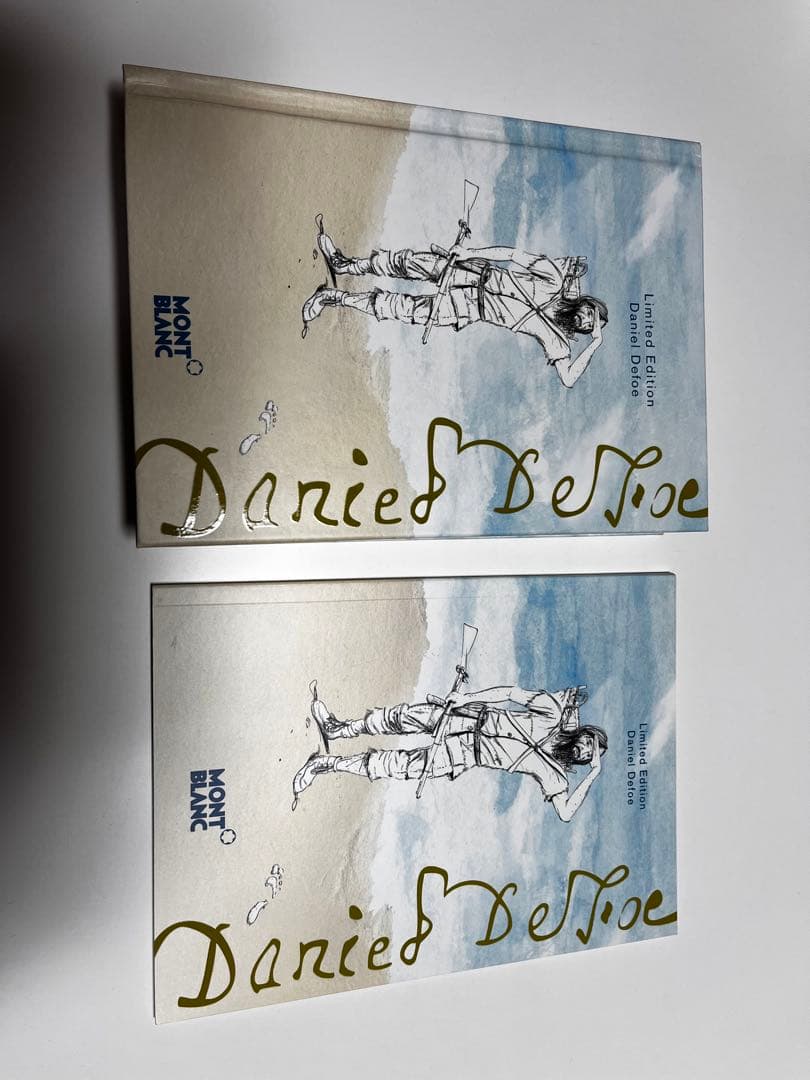 Limited Edition
Daniel Defoe
MONT
BLANC
Daniel DeFoe
Limited Edition
Daniel Defoe
MONT
BLANC
Daniel DeFoe